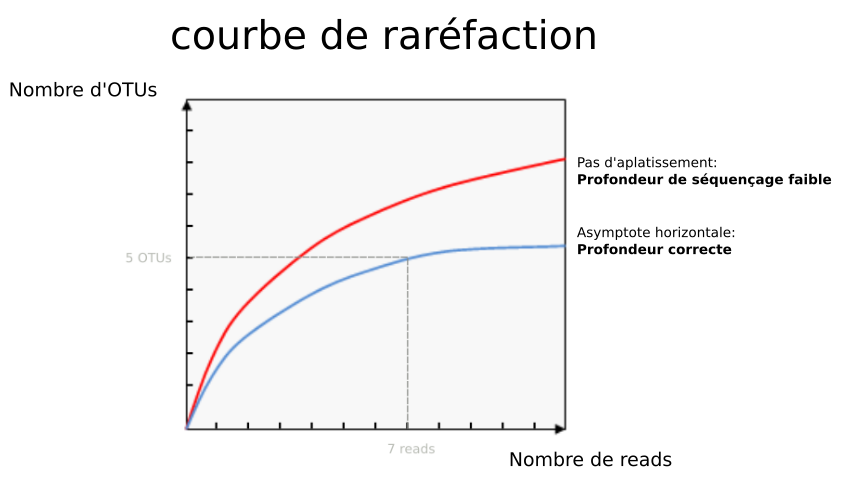 courbe de raréfaction
Nombre d'OTUs
Pas d'aplatissement:
Profondeur de séquençage faible
Asymptote horizontale:
Profondeur correcte
5 OTUs
7 reads
Nombre de reads